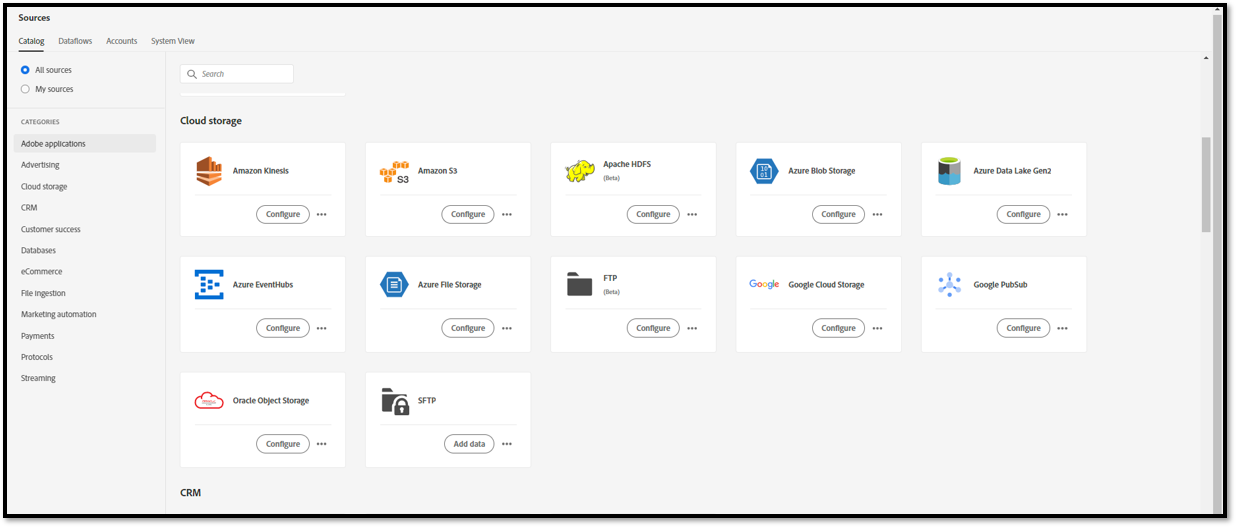 Sources
Catalog Dataflows Accounts System View
All sources
My sources
CATEGORIES
Adobe applications
Advertising
Cloud storage
CRM
Customer success
Databases
eCommerce
File ingestion
Marketing automation
Payments
Protocols
Streaming
Search
Cloud storage
Amazon Kinesis
Configure
S3
Amazon S3
Configure
Apache HDFS
(Beta)
Configure
10
01
Azure Blob Storage
Configure
Azure Data Lake Gen2
Configure
Azure EventHubs
Configure
Azure File Storage
Configure
FTP
(Beta)
Configure
Google
Google Cloud Storage
Configure
Google PubSub
Configure
Oracle Object Storage
Configure
SFTP
Add data
CRM